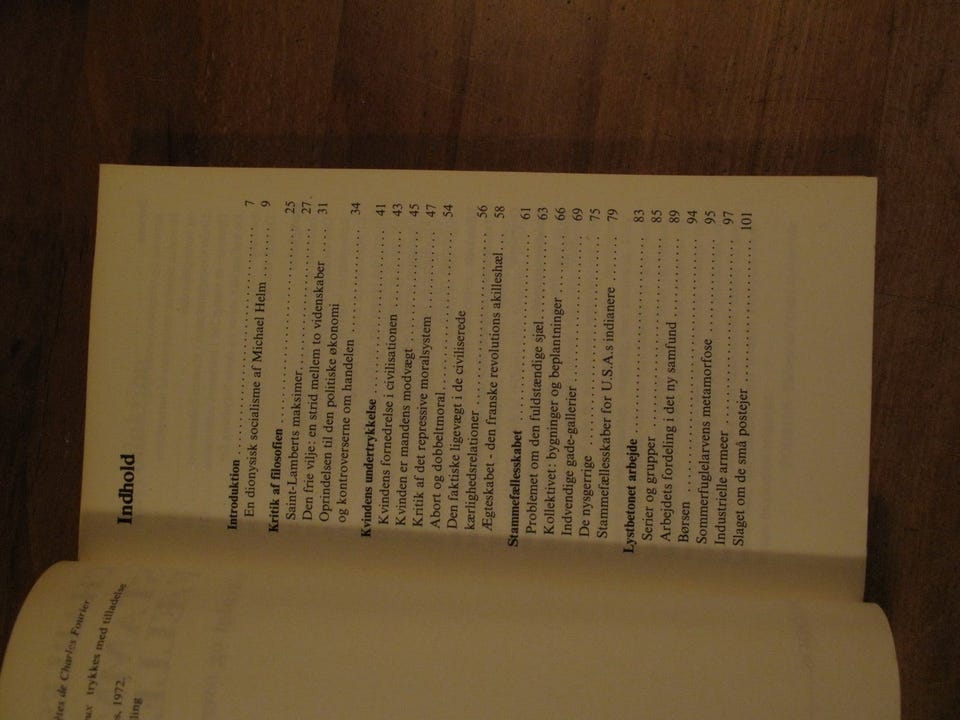 de Charles Fourier
trykkes med tilladelse
1972.
Indhold
Introduktion ........ 7
En dionysisk socialisme af Michael Helm ........ 9
Kritik af filosofien ........ 25
Saint-Lamberts maksimer ........ 27
Den frie vilje: en strid mellem to videnskaber ........ 31
Oprindelsen til den politiske økonomi
og kontroverserne om handelen ........ 34
Kvindens undertrykkelse ........ 41
Kvindens fornedrelse i civilisationen ........ 43
Kvinden er mandens modvægt ........ 45
Kritik af det repressive moralsystem ........ 47
Abort og dobbeltmoral ........ 54
Den faktiske ligevægt i de civiliserede
kærlighedsrelationer ........ 56
Ægteskabet - den franske revolutions akilleshæl ... 58
Stammefællesskabet ........ 61
Problemet om den fuldstændige sjæl ........ 63
Kollektivet: bygninger og beplantninger ........ 66
Indvendige gade-gallerier ........ 69
De nysgerrige ........ 75
Stammefællesskaber for U.S.A.s indianere ........ 79
Lystbetonet arbejde ........ 83
Serier og grupper ........ 85
Arbejdets fordeling i det ny samfund ........ 89
Børsen ........ 94
Sommerfuglelarvens metamorfose ........ 95
Industrielle armeer ........ 97
Slaget om de små postejer ........ 101